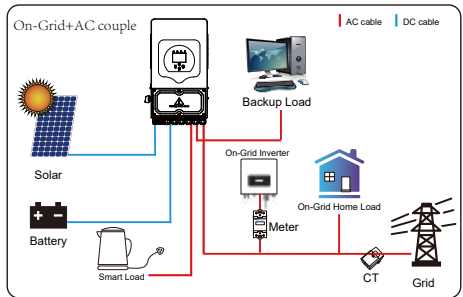 On-Grid+AC couple
AC cable
DC cable
Backup Load
On-Grid Inverter
Solar
On-Grid Home Load
Meter
Battery
Smart Load
CT
Grid